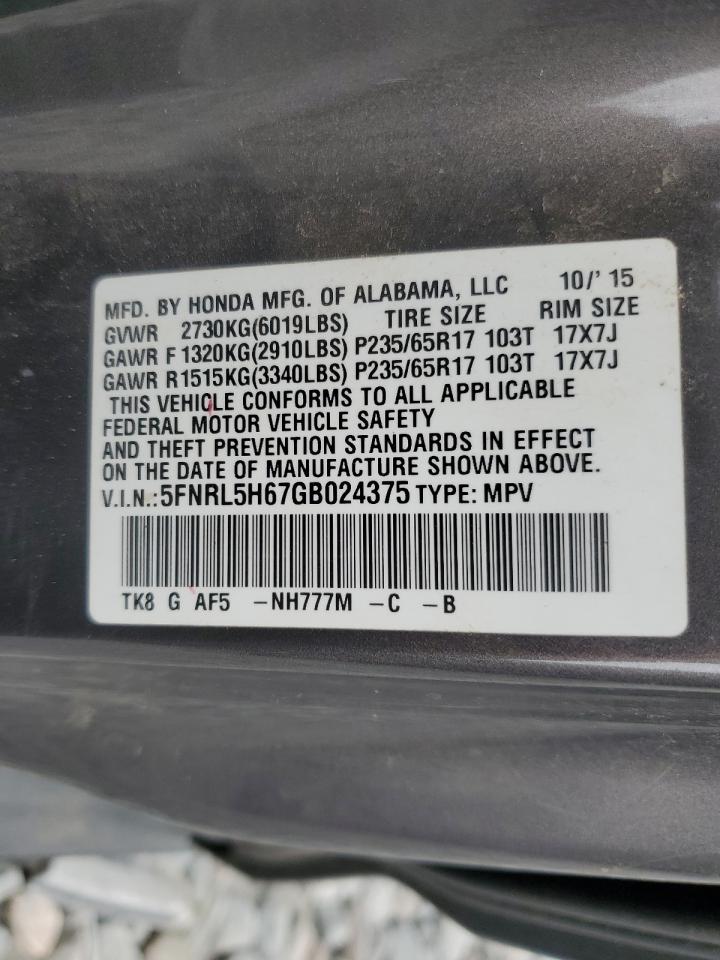 MFD. BY HONDA MFG. OF ALABAMA, LLC 10/' 15
GVWR 2730KG(6019LBS) TIRE SIZE RIM SIZE
GAWR F 1320KG(2910LBS) P235/65R17 103T 17X7J
GAWR R1515KG(3340LBS) P235/65R17 103T 17X7J
THIS VEHICLE CONFORMS TO ALL APPLICABLE
FEDERAL MOTOR VEHICLE SAFETY
AND THEFT PREVENTION STANDARDS IN EFFECT
ON THE DATE OF MANUFACTURE SHOWN ABOVE.
V.I.N.: 5FNRL5H67GB024375 TYPE: MPV
TK8 G AF5 -NH777M -C -B